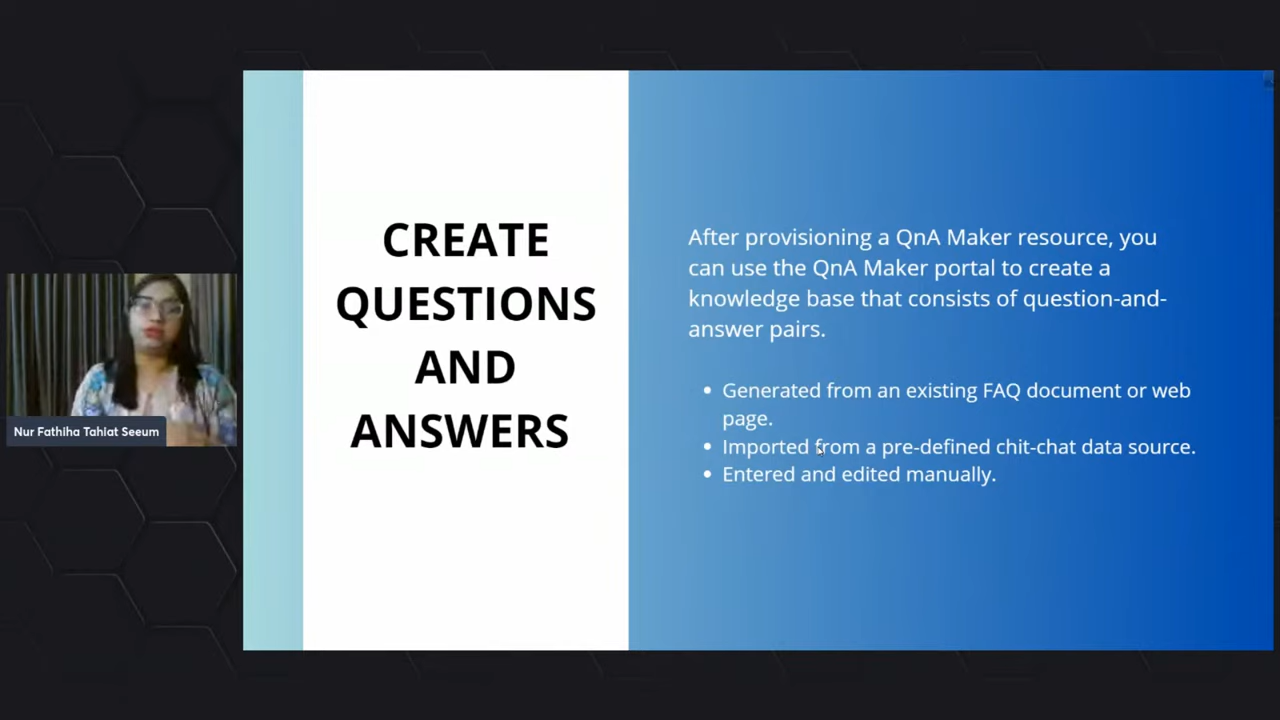 CREATE
QUESTIONS
AND
ANSWERS
After provisioning a QnA Maker resource, you
can use the QnA Maker portal to create a
knowledge base that consists of question-and-
answer pairs.
• Generated from an existing FAQ document or web
page.
• Imported from a pre-defined chit-chat data source.
• Entered and edited manually.
Nur Fathiha Tahiat Seeum